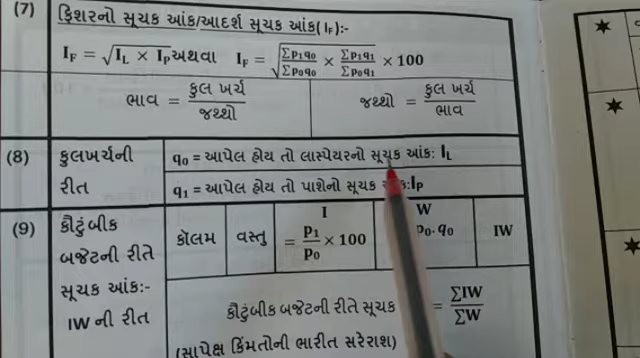 (7) ફિશરનો સૂચક આંક/આદર્શ સૂચક આંક( I_F):-
I_F = √I_L × I_P અથવા I_F = √(Σp₁q₀/Σp₀q₀ × Σp₁q₁/Σp₀q₁) × 100
ભાવ = કુલ ખર્ચ/જથ્થો જથ્થો = કુલ ખર્ચ/ભાવ
(8) કુલખર્ચની રીત
q₀ = આપેલ હોય તો લાસ્પેયરનો સૂચક આંક: I_L
q₁ = આપેલ હોય તો પાશેનો સૂચક :I_P
(9) કૌટુંબીક
બજેટની રીતે
સૂચક આંક:-
IW ની રીત
કૉલમ વસ્તુ I = p₁/p₀ × 100 W p₀·q₀ IW
કૌટુંબીક બજેટની રીતે સૂચક = ΣIW/ΣW
(સાપેક્ષ કિંમતોની ભારીત સરેરાશ)